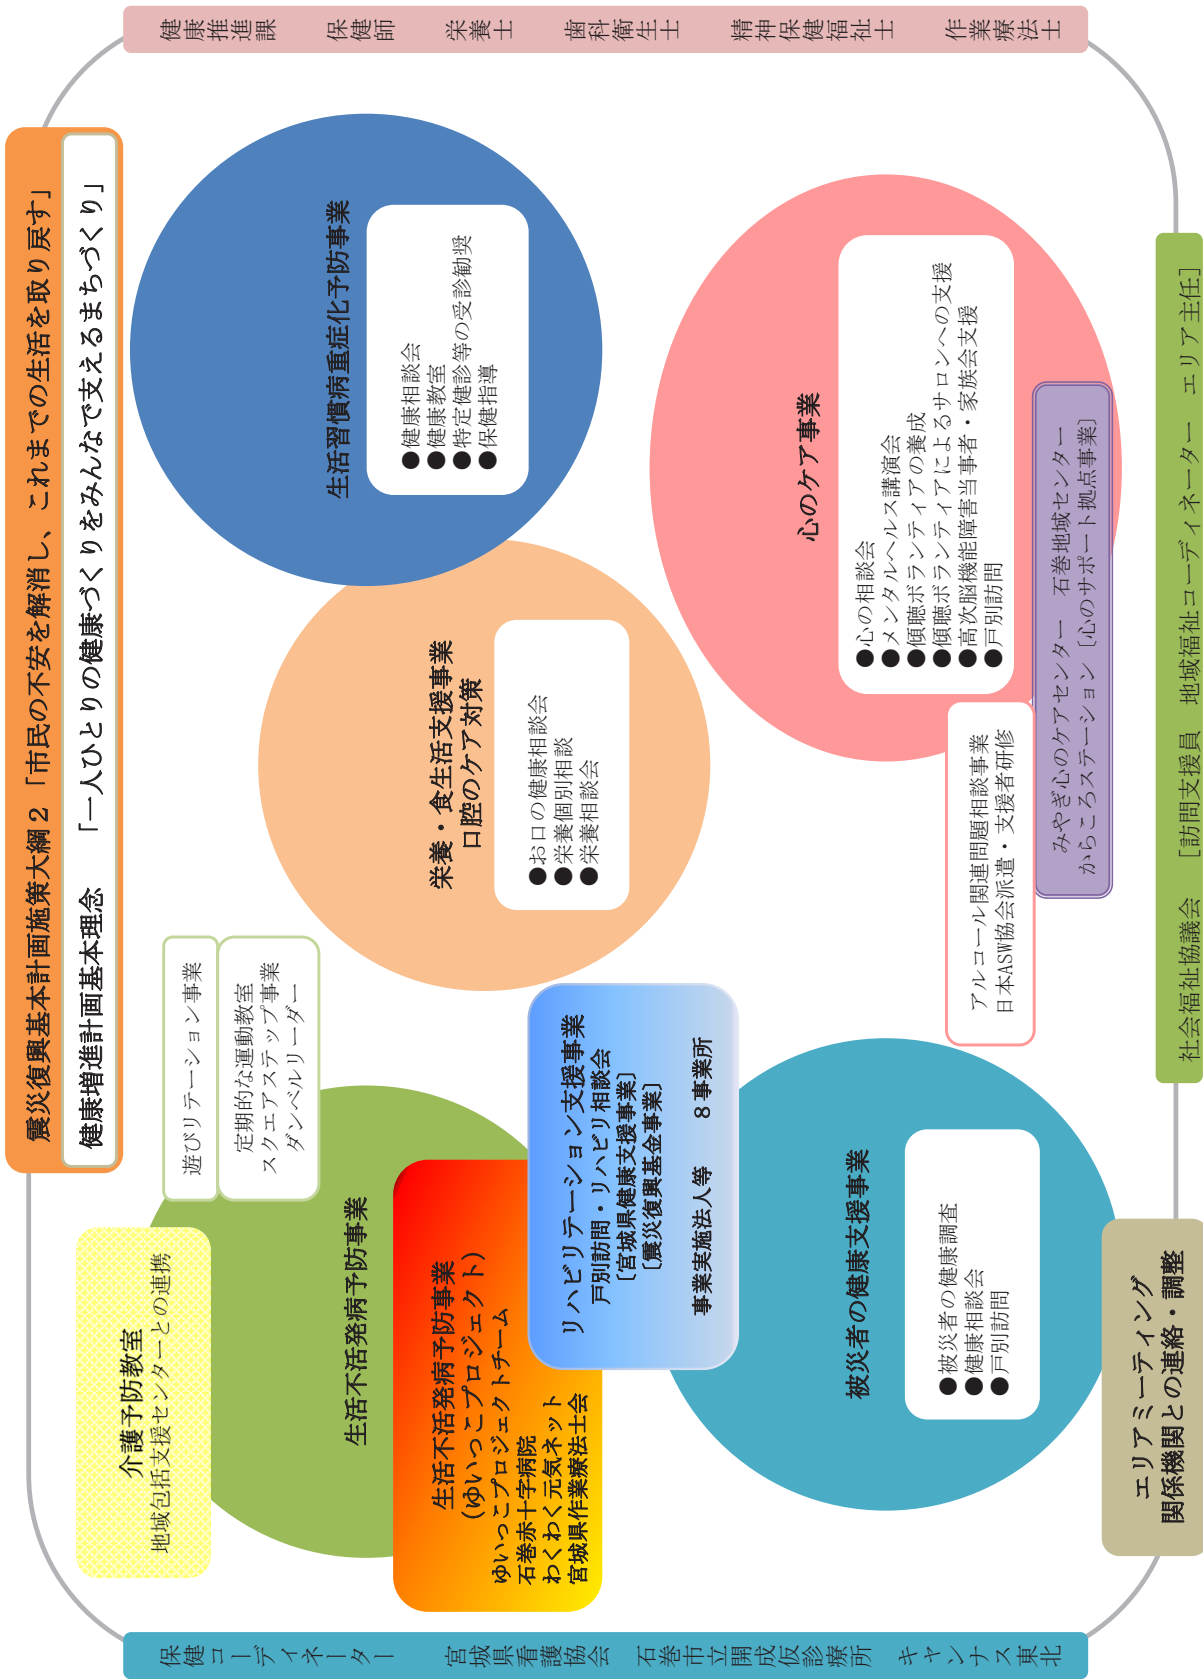 震災復興基本計画施策大綱２「市民の不安を解消し、これまでの生活を取り戻す」
健康増進計画基本理念　「一人ひとりの健康づくりをみんなで支えるまちづくり」
介護予防教室
地域包括支援センターとの連携
遊びリテーション事業
定期的な運動教室
スクエアステップ事業
ダンベルリーダー
生活不活発病予防事業
生活不活発病予防事業
(ゆいっこプロジェクト)
ゆいっこプロジェクトチーム
石巻赤十字病院
わくわく元気ネット
宮城県作業療法士会
リハビリテーション支援事業
戸別訪問・リハビリ相談会
［宮城県健康支援事業］
［震災復興基金事業］
事業実施法人等　　８事業所
栄養・食生活支援事業
口腔のケア対策
●お口の健康相談会
●栄養個別相談
●栄養相談会
生活習慣病重症化予防事業
●健康相談会
●健康教室
●特定健診等の受診勧奨
●保健指導
被災者の健康支援事業
●被災者の健康調査
●健康相談会
●戸別訪問
心のケア事業
●心の相談会
●メンタルヘルス講演会
●傾聴ボランティアの養成
●傾聴ボランティアによるサロンへの支援
●高次脳機能障害当事者・家族会支援
●戸別訪問
アルコール関連問題相談事業
日本ASW協会派遣・支援者研修
みやぎ心のケアセンター　石巻地域センター
からころステーション［心のサポート拠点事業］
エリアミーティング
関係機関との連絡・調整
社会福祉協議会　［訪問支援員　地域福祉コーディネーター　エリア主任］
保健コーディネーター　宮城県看護協会　石巻市立開成仮診療所　キャンナス東北
健康推進課　保健師　栄養士　歯科衛生士　精神保健福祉士　作業療法士